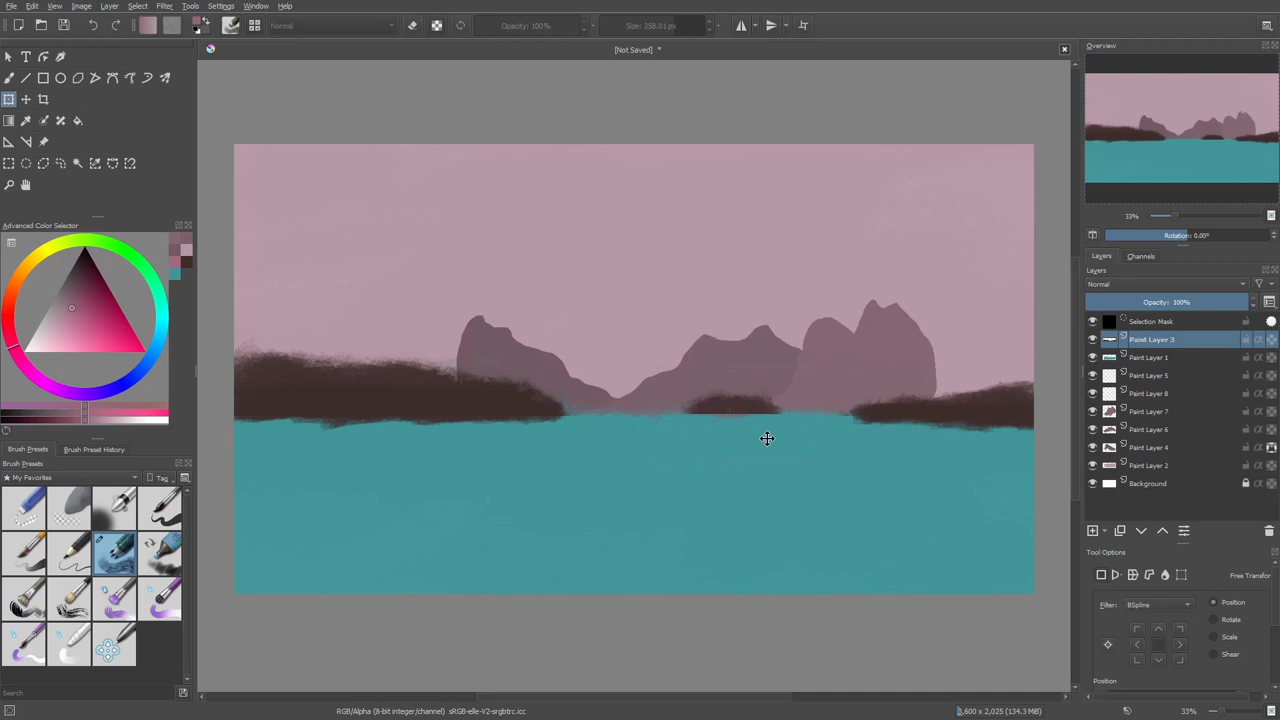 File Edit View Image Layer Select Filter Tools Settings Window Help
Normal Opacity: 100% Size: 358.01 px
[Not Saved] *
Overview
33%
Rotation: 0.00°
Advanced Color Selector
Layers Channels
Layers
Normal
Opacity: 100%
Selection Mask
Paint Layer 3
Paint Layer 1
Paint Layer 5
Paint Layer 8
Paint Layer 7
Paint Layer 6
Paint Layer 4
Paint Layer 2
Background
Brush Presets Brush Preset History
Brush Presets
My Favorites Tag
Tool Options
Free Transform
Filter: BSpline
Position
Rotate
Scale
Shear
Position
Search
RGB/Alpha (8-bit integer/channel) sRGB-elle-V2-srgbtrc.icc
,600 x 2,025 (134.3 MiB)
33%